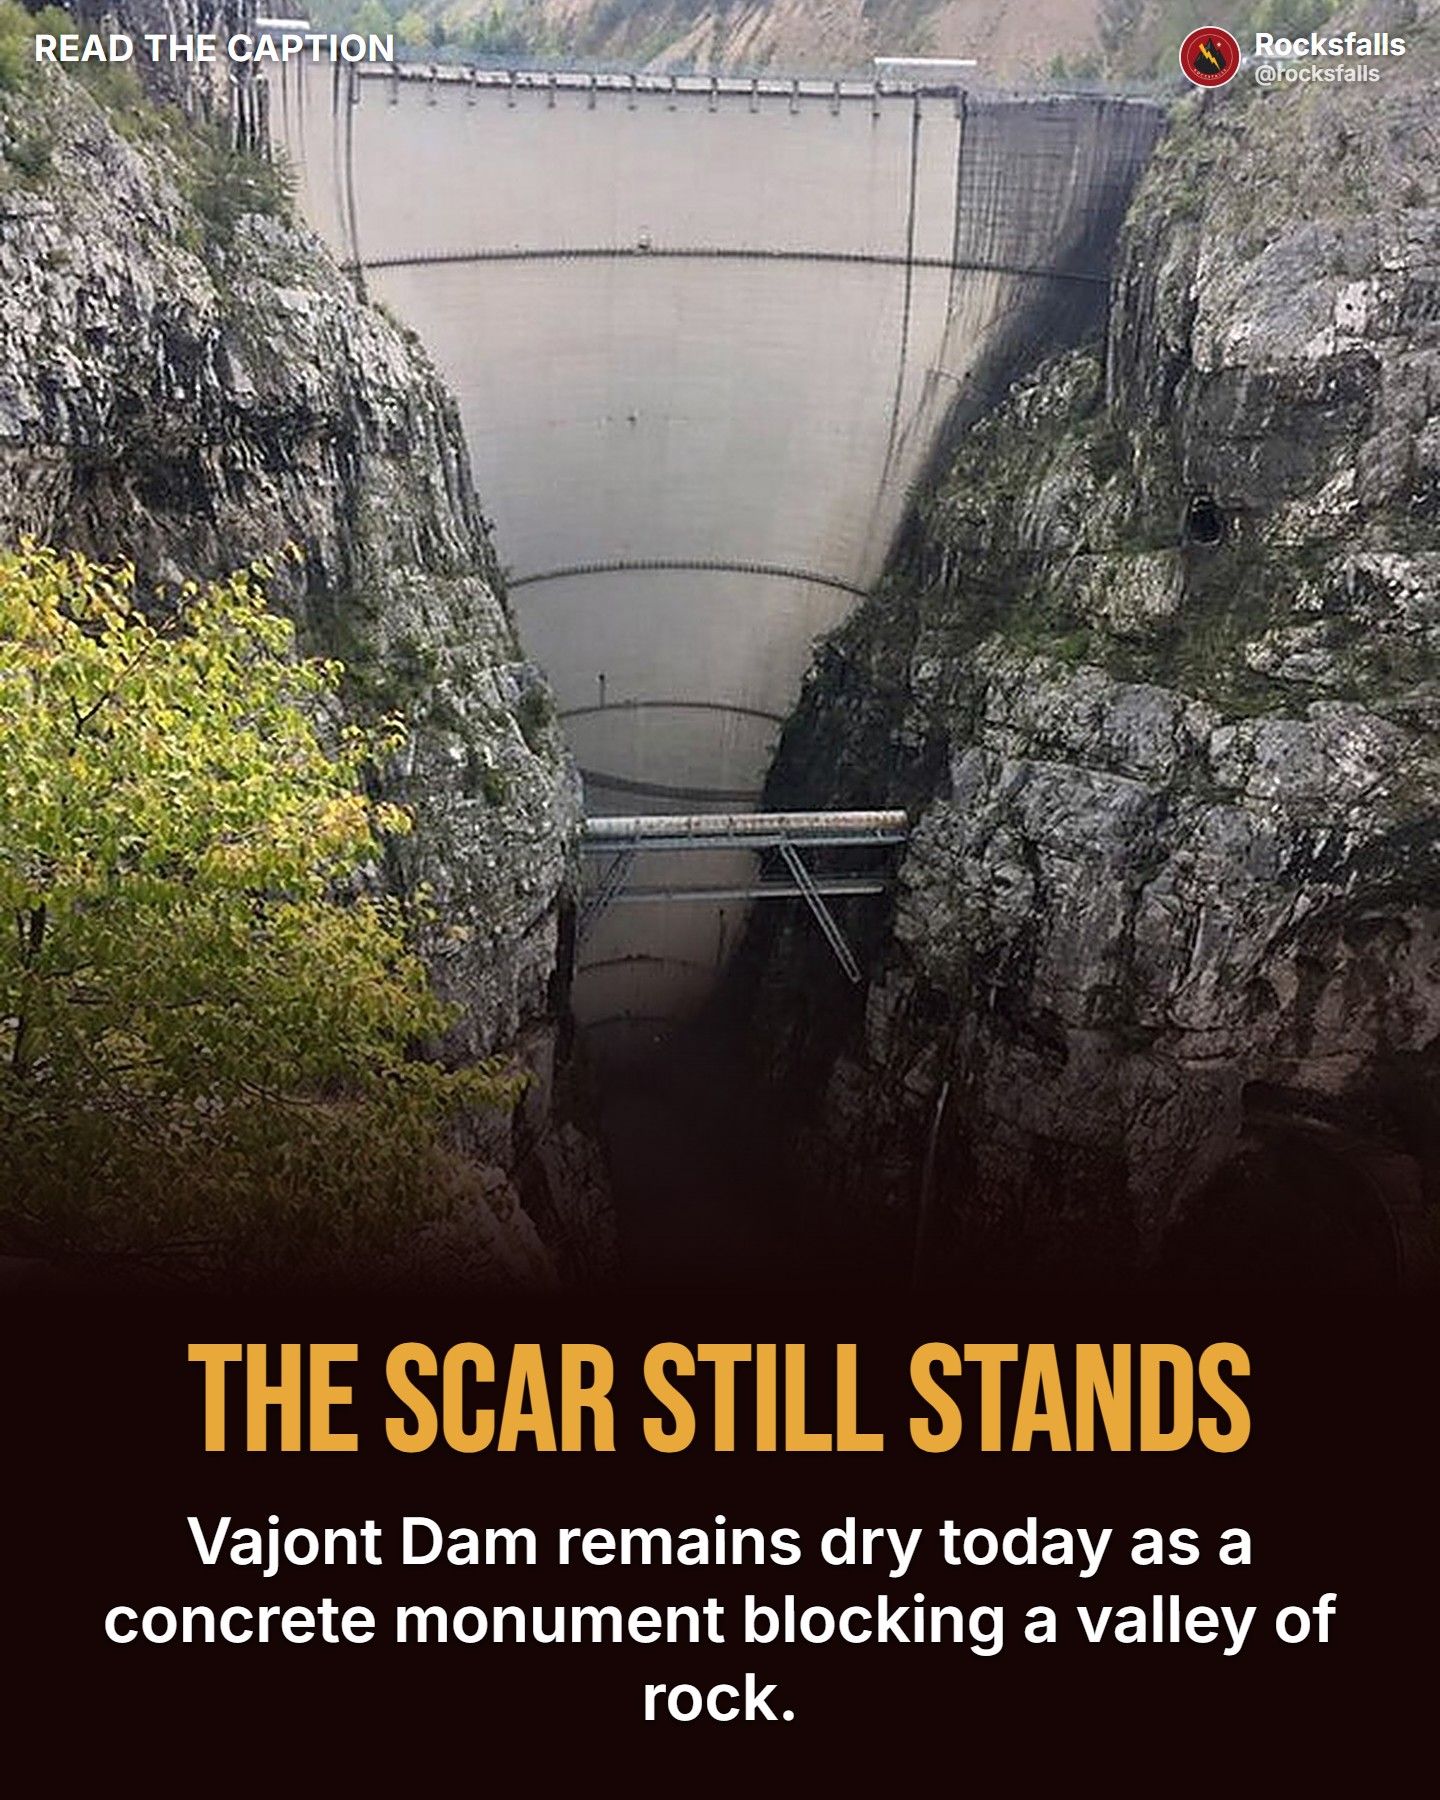 READ THE CAPTION
Rocksfalls
@rocksfalls
THE SCAR STILL STANDS
Vajont Dam remains dry today as a
concrete monument blocking a valley of
rock.